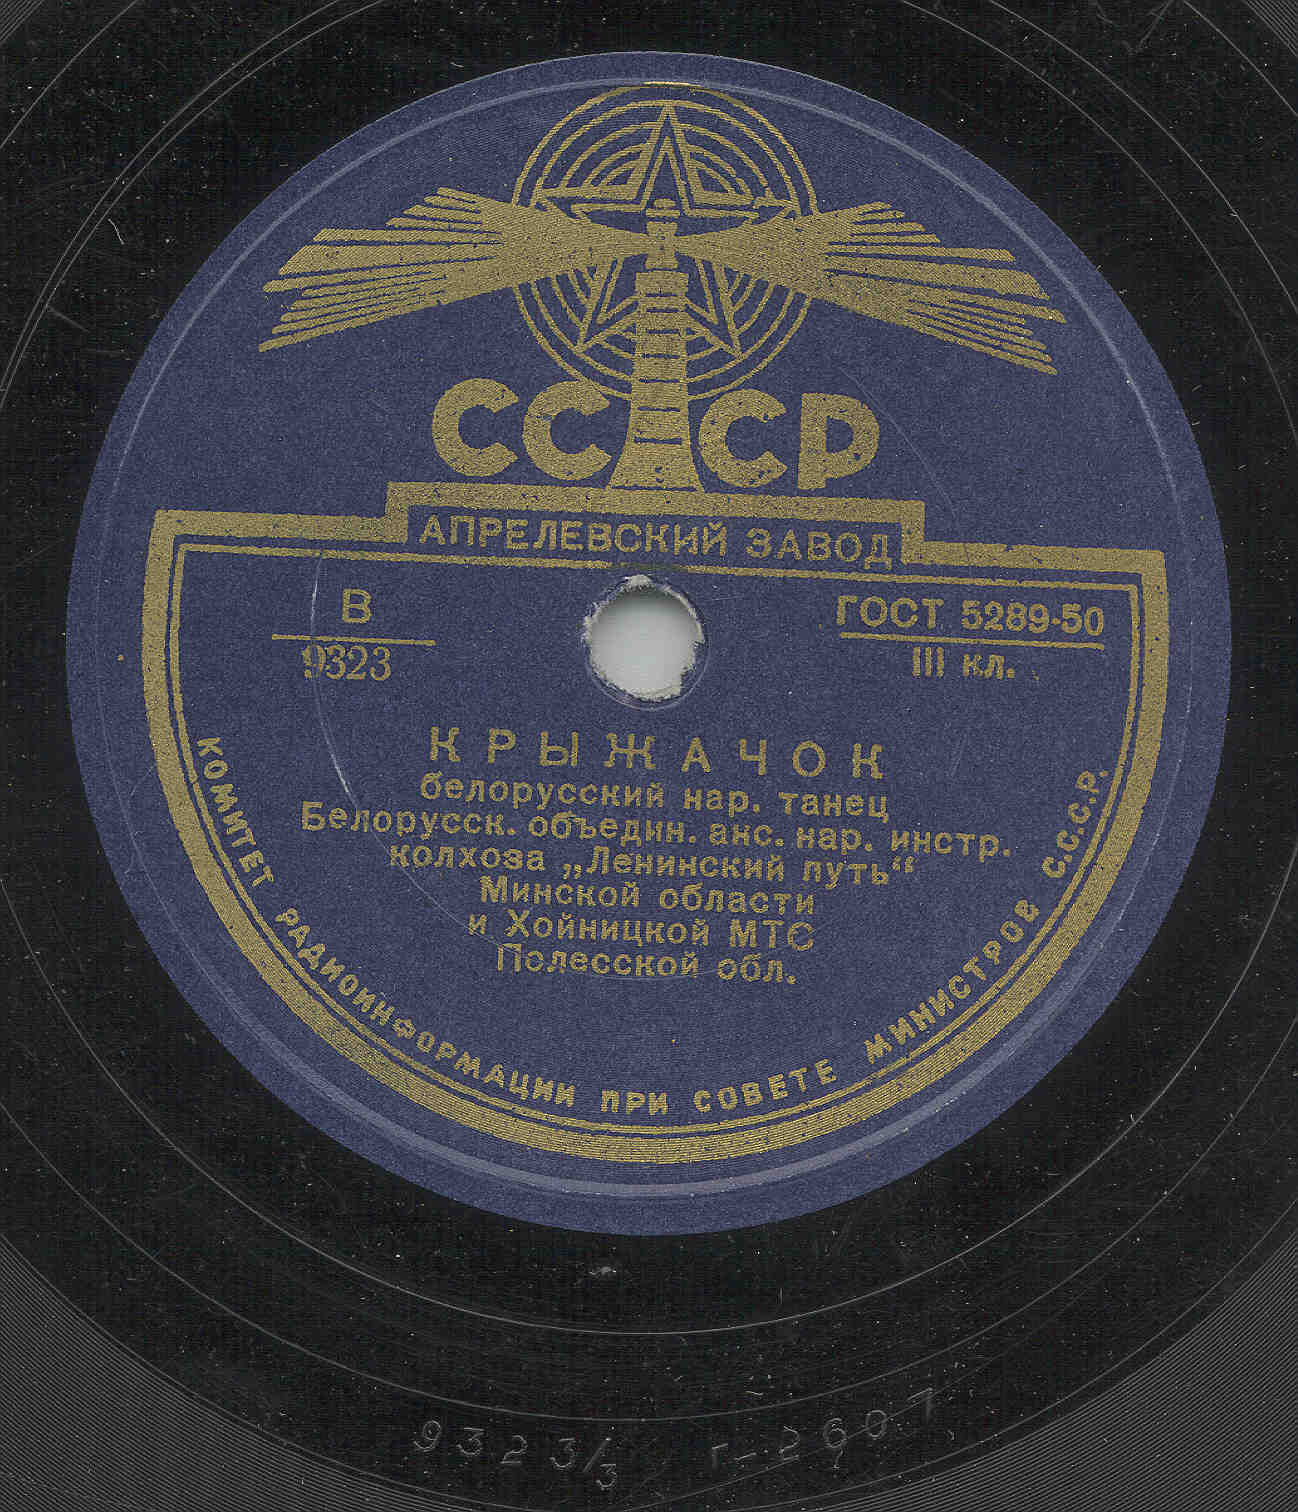 СССР
АПРЕЛЕВСКИЙ ЗАВОД
В
9323
ГОСТ 5289-50
III кл.
КРЫЖАЧОК
белорусский нар. танец
Белорусск. объедин. анс. нар. инстр.
колхоза „Ленинский путь“
Минской области
и Хойницкой МТС
Полесской обл.
КОМИТЕТ РАДИОИНФОРМАЦИИ ПРИ СОВЕТЕ МИНИСТРОВ С.С.С.Р.
9323/3 г-2607